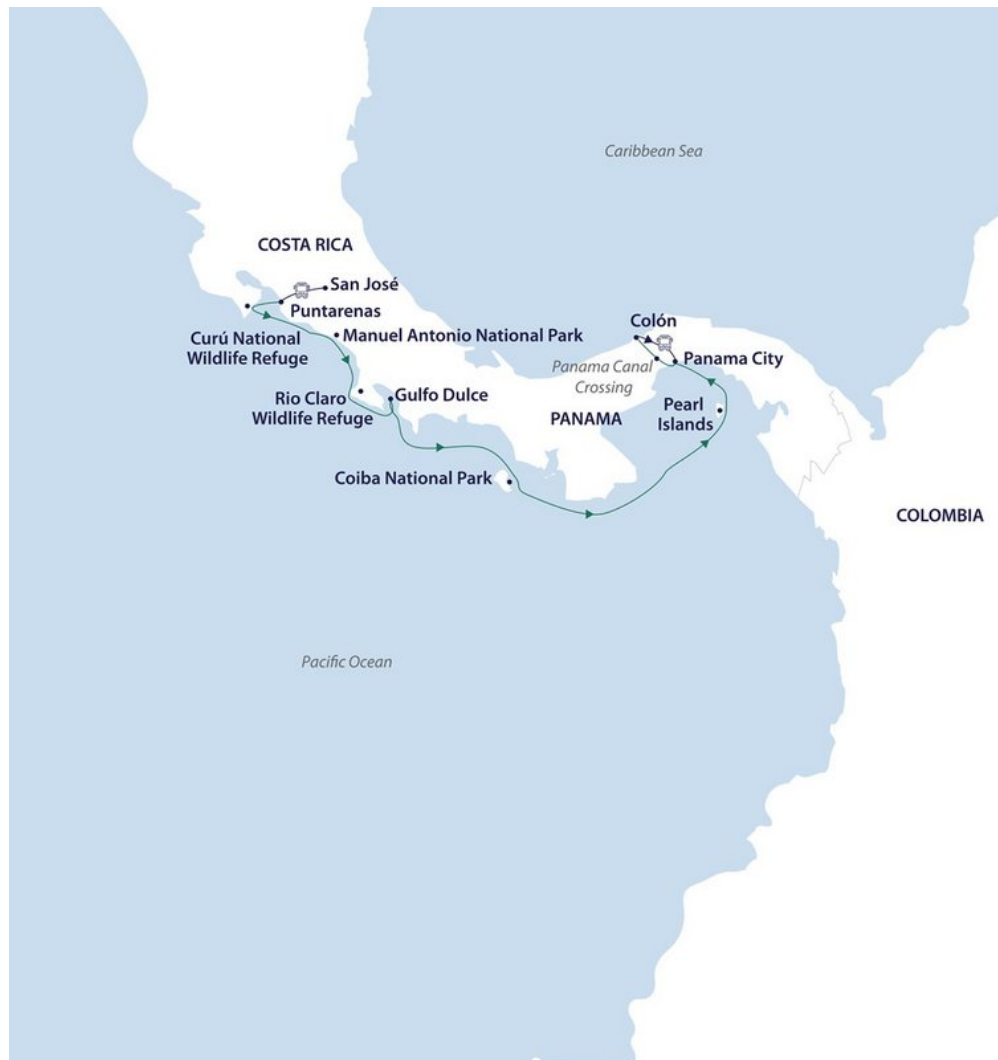 Caribbean Sea
COSTA RICA
San José
Puntarenas
Curú National
Wildlife Refuge
Manuel Antonio National Park
Rio Claro
Wildlife Refuge
Gulfo Dulce
Colón
Panama City
Panama Canal
Crossing
PANAMA
Pearl
Islands
Coiba National Park
COLOMBIA
Pacific Ocean